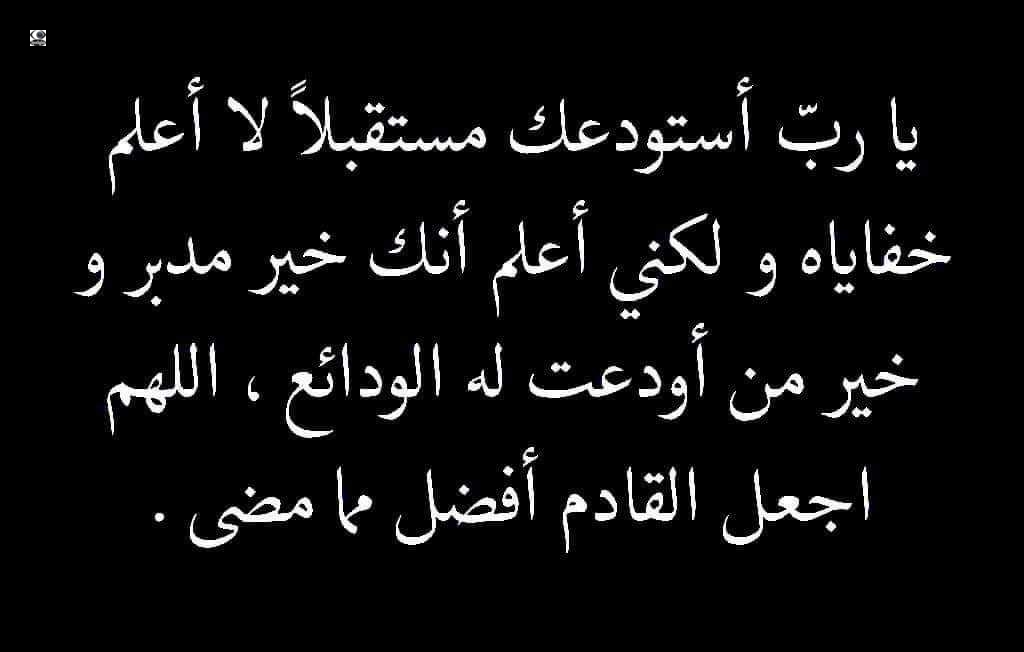 يا ربّ أستودعك مستقبلاً لا أعلم
خفاياه و لكني أعلم أنك خير مدبر و
خير من أودعت له الودائع ، اللهم
اجعل القادم أفضل مما مضى .